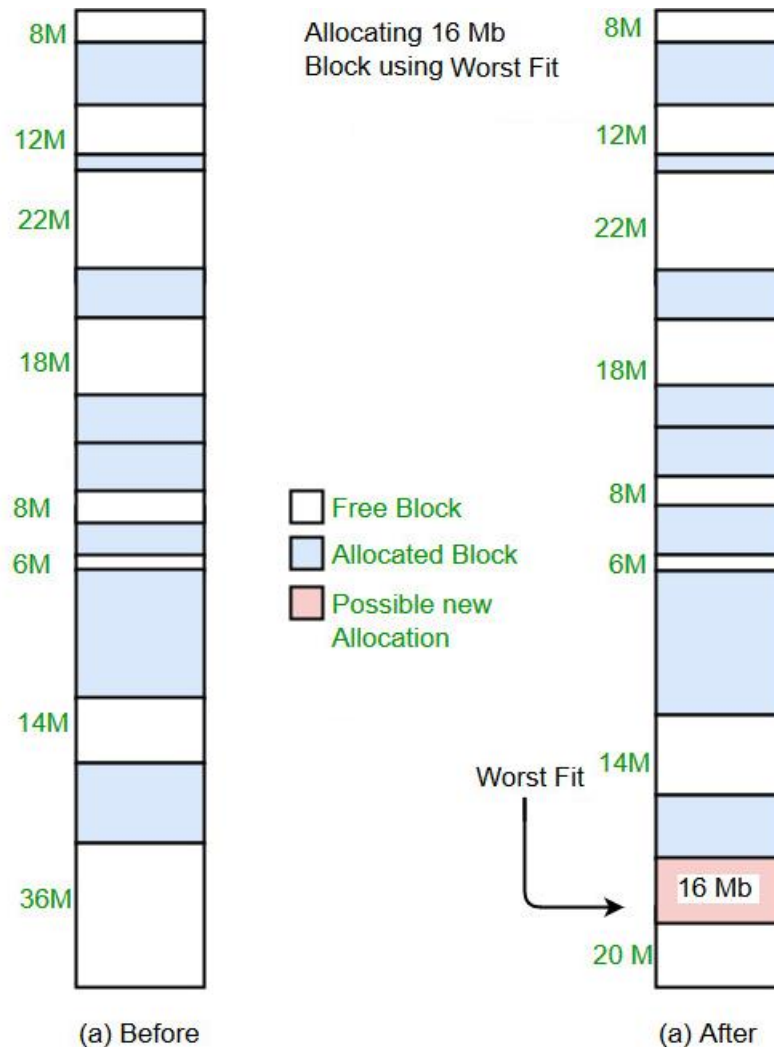 Allocating 16 Mb
Block using Worst Fit
8M
12M
22M
18M
8M
6M
14M
36M
(a) Before
Free Block
Allocated Block
Possible new
Allocation
Worst Fit
8M
12M
22M
18M
8M
6M
14M
16 Mb
20 M
(a) After